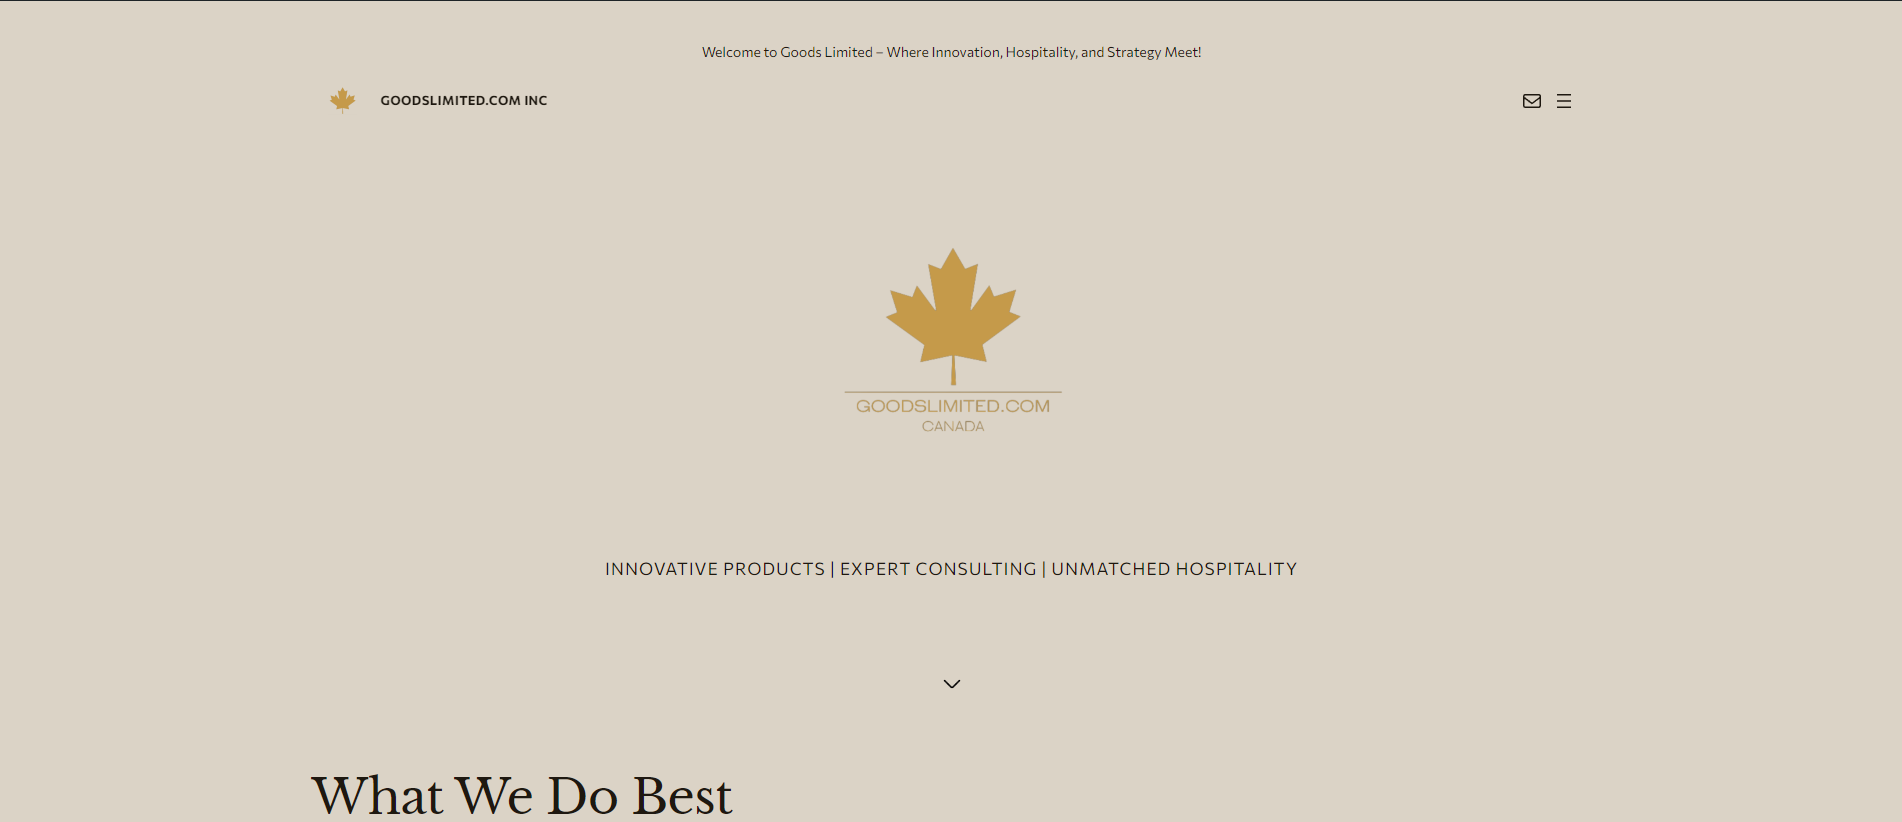 Welcome to Goods Limited – Where Innovation, Hospitality, and Strategy Meet!
GOODSLIMITED.COM INC
GOODSLIMITED.COM
CANADA
INNOVATIVE PRODUCTS | EXPERT CONSULTING | UNMATCHED HOSPITALITY
What We Do Best